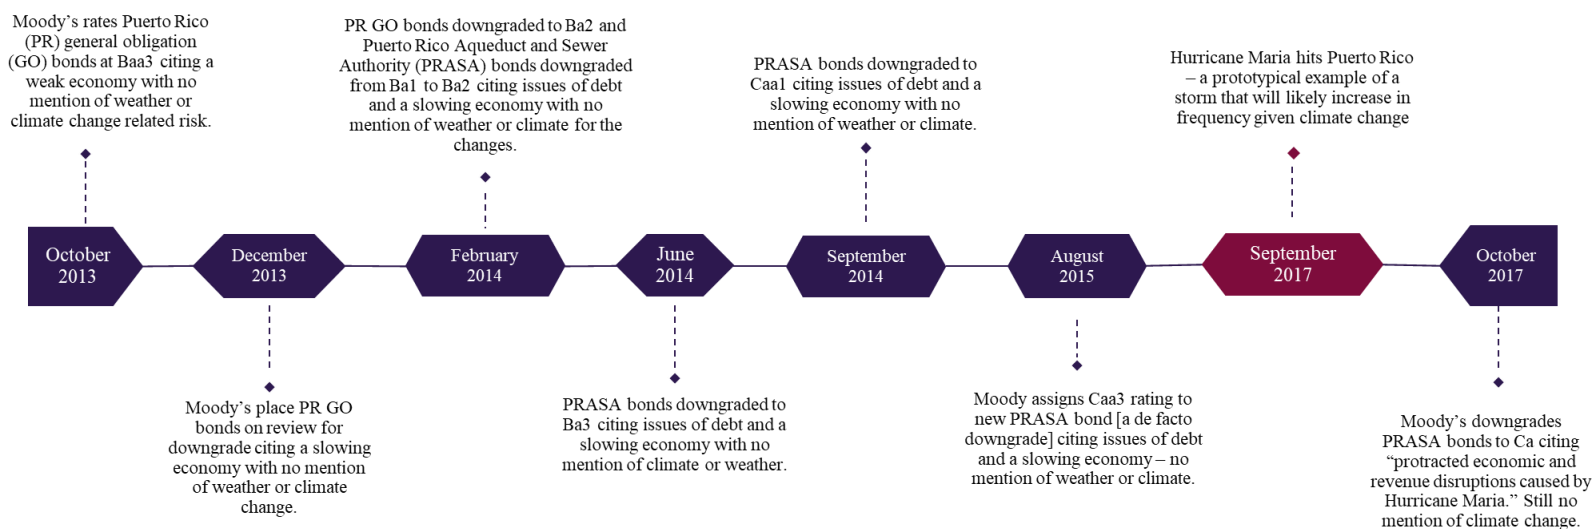 Moody's rates Puerto Rico
(PR) general obligation
(GO) bonds at Baa3 citing a
weak economy with no
mention of weather or
climate change related risk.
October
2013
December
2013
Moody's place PR GO
bonds on review for
downgrade citing a slowing
economy with no mention
of weather or climate
change.
PR GO bonds downgraded to Ba2 and
Puerto Rico Aqueduct and Sewer
Authority (PRASA) bonds downgraded
from Ba1 to Ba2 citing issues of debt
and a slowing economy with no
mention of weather or climate for the
changes.
February
2014
June
2014
PRASA bonds downgraded to
Ba3 citing issues of debt and a
slowing economy with no
mention of climate or weather.
PRASA bonds downgraded to
Caa1 citing issues of debt and a
slowing economy with no
mention of weather or climate.
September
2014
August
2015
Moody assigns Caa3 rating to
new PRASA bond [a de facto
downgrade] citing issues of debt
and a slowing economy – no
mention of weather or climate.
Hurricane Maria hits Puerto Rico
– a prototypical example of a
storm that will likely increase in
frequency given climate change
September
2017
October
2017
Moody's downgrades
PRASA bonds to Ca citing
"protracted economic and
revenue disruptions caused by
Hurricane Maria." Still no
mention of climate change.